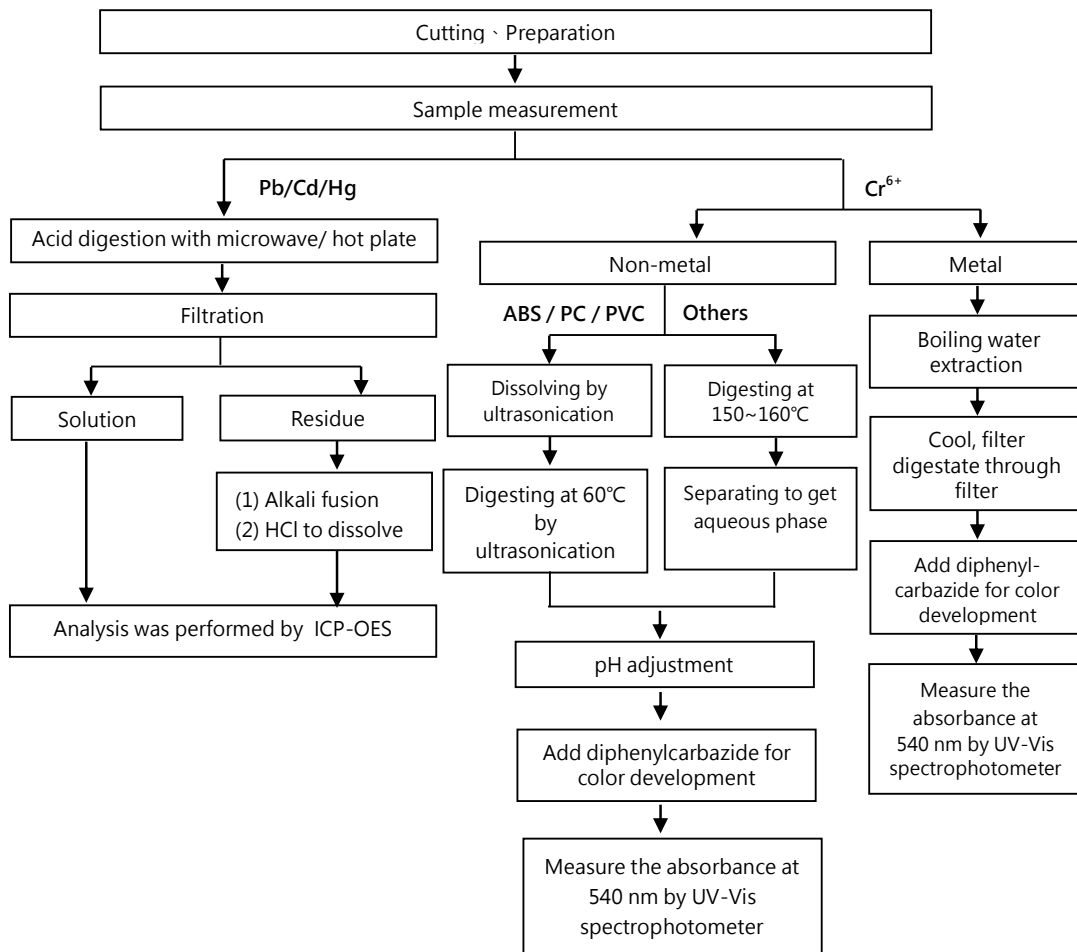 Cutting、Preparation
Sample measurement
Pb/Cd/Hg
Cr⁶⁺
Acid digestion with microwave/ hot plate
Filtration
Solution
Residue
(1) Alkali fusion
(2) HCl to dissolve
Analysis was performed by ICP-OES
Non-metal
ABS / PC / PVC
Others
Dissolving by
ultrasonication
Digesting at
150~160℃
Digesting at 60℃
by
ultrasonication
Separating to get
aqueous phase
pH adjustment
Add diphenylcarbazide for
color development
Measure the absorbance at
540 nm by UV-Vis
spectrophotometer
Metal
Boiling water
extraction
Cool, filter
digestate through
filter
Add diphenyl-
carbazide for color
development
Measure the
absorbance at
540 nm by UV-Vis
spectrophotometer